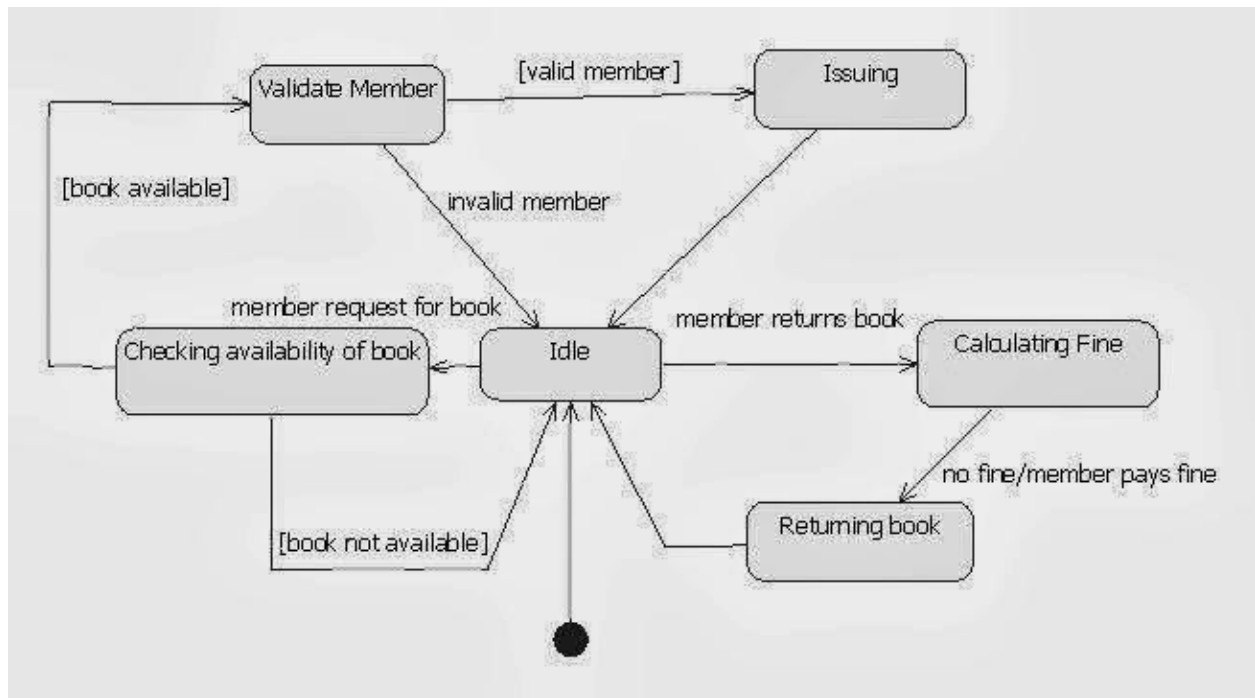 Validate Member
[valid member]
Issuing
[book available]
invalid member
member request for book
member returns book
Checking availability of book
Idle
Calculating Fine
no fine/member pays fine
Returning book
[book not available]